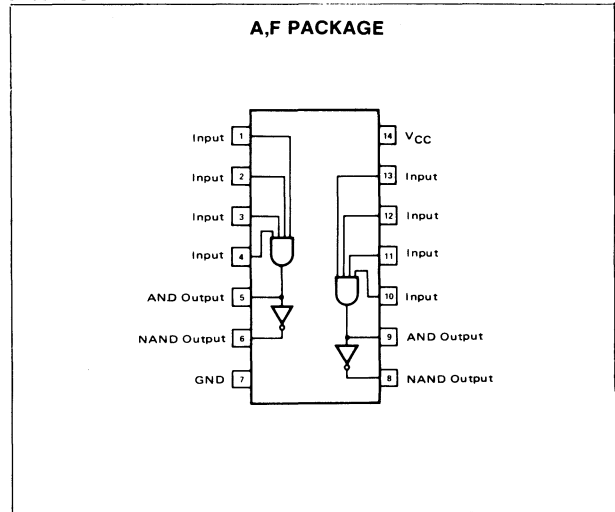 A,F PACKAGE
Input 1
Input 2
Input 3
Input 4
AND Output 5
NAND Output 6
GND 7
14 VCC
13 Input
12 Input
11 Input
10 Input
9 AND Output
8 NAND Output